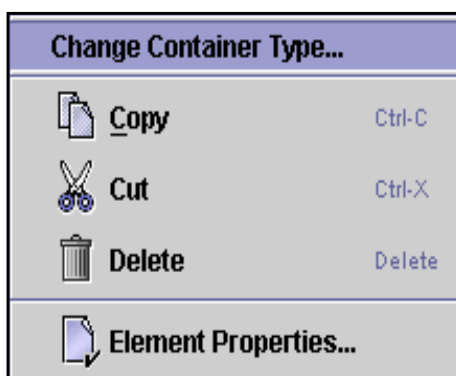 Change Container Type...
Copy Ctrl-C
Cut Ctrl-X
Delete Delete
Element Properties...